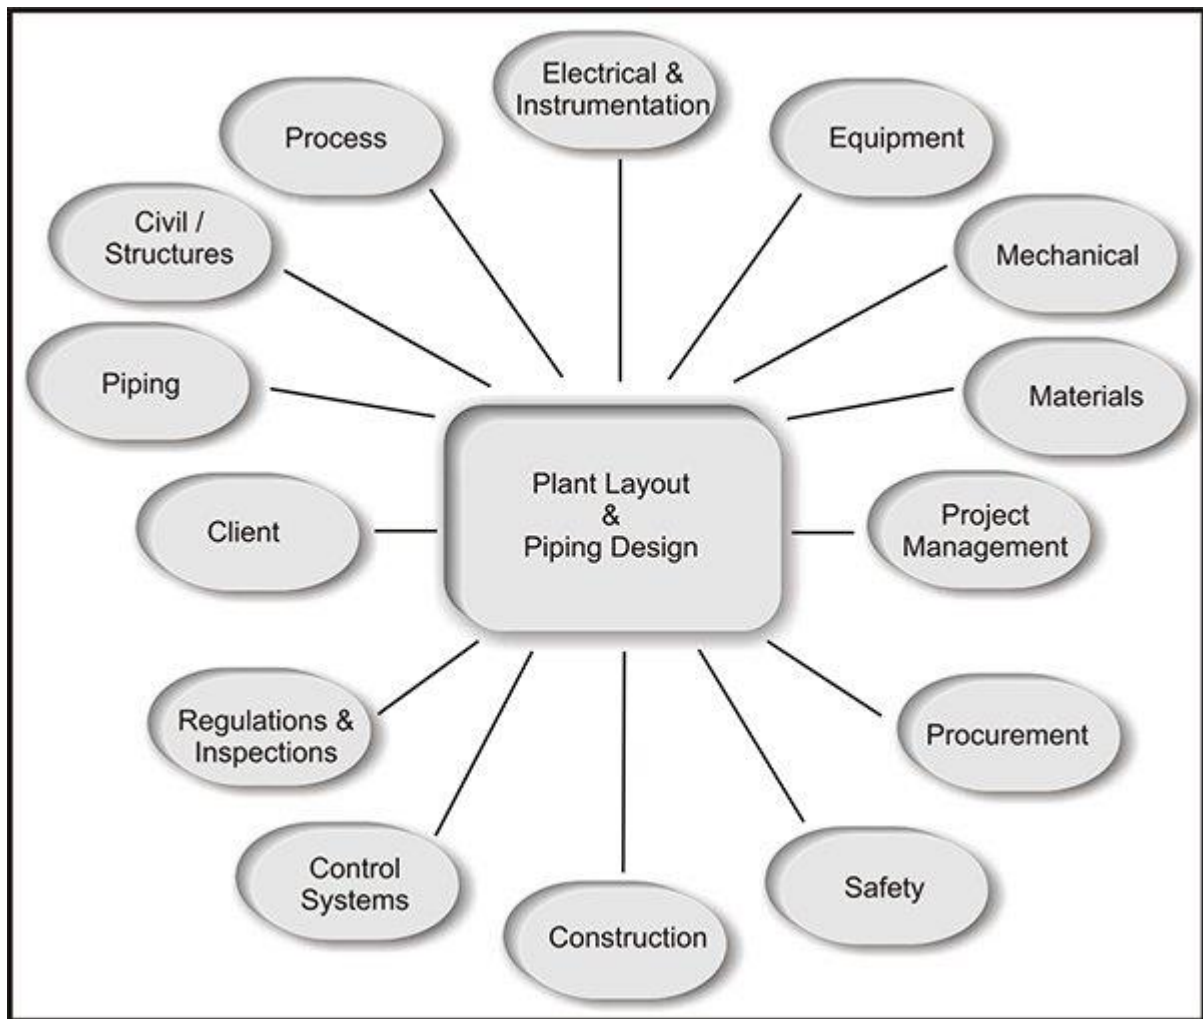 Electrical &
Instrumentation
Process
Equipment
Civil /
Structures
Mechanical
Piping
Materials
Plant Layout
&
Piping Design
Client
Project
Management
Regulations &
Inspections
Procurement
Control
Systems
Safety
Construction